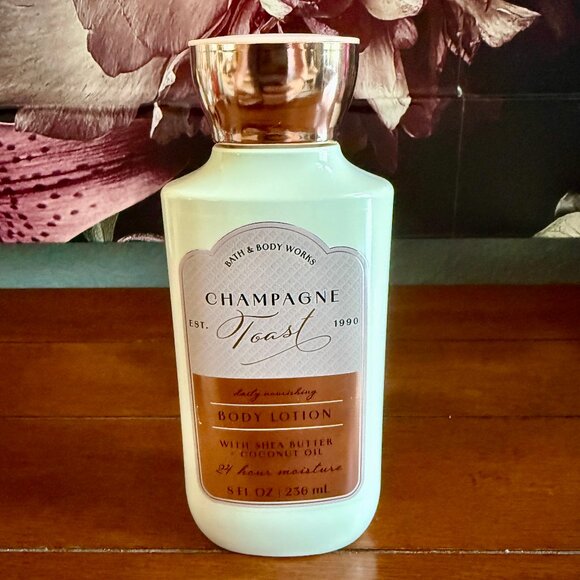 BATH & BODY WORKS
CHAMPAGNE
EST. Toast 1990
daily nourishing
BODY LOTION
WITH SHEA BUTTER
+ COCONUT OIL
24 hour moisture
8 FL OZ | 236 mL